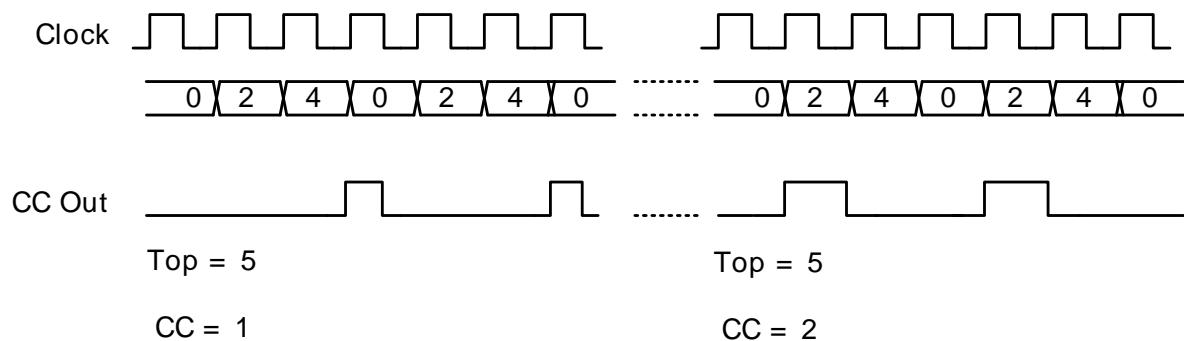 Clock
0 2 4 0 2 4 0 0 2 4 0 2 4 0
CC Out
Top = 5 Top = 5
CC = 1 CC = 2